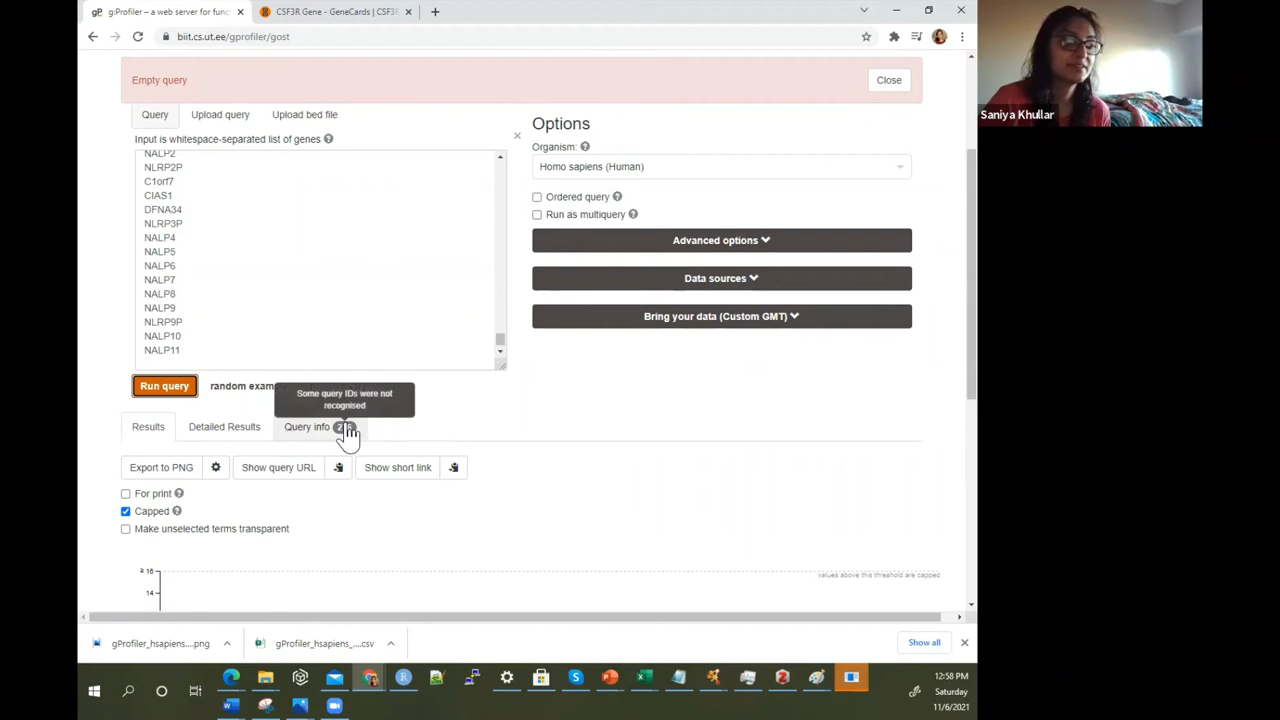 g:Profiler – a web server for funct
CSF3R Gene - GeneCards | CSF3R
biit.cs.ut.ee/gprofiler/gost
Empty query
Close
Query
Upload query
Upload bed file
Input is whitespace-separated list of genes
NALP2
NLRP2P
C1orf7
CIAS1
DFNA34
NLRP3P
NALP4
NALP5
NALP6
NALP7
NALP8
NALP9
NLRP9P
NALP10
NALP11
Options
Organism:
Homo sapiens (Human)
Ordered query
Run as multiquery
Advanced options
Data sources
Bring your data (Custom GMT)
Run query
random exam
Some query IDs were not
recognised
Results
Detailed Results
Query info
Export to PNG
Show query URL
Show short link
For print
Capped
Make unselected terms transparent
≥ 16
14
values above this threshold are capped
gProfiler_hsapiens....png
gProfiler_hsapiens_....csv
Show all
12:58 PM
Saturday
11/6/2021
Saniya Khullar